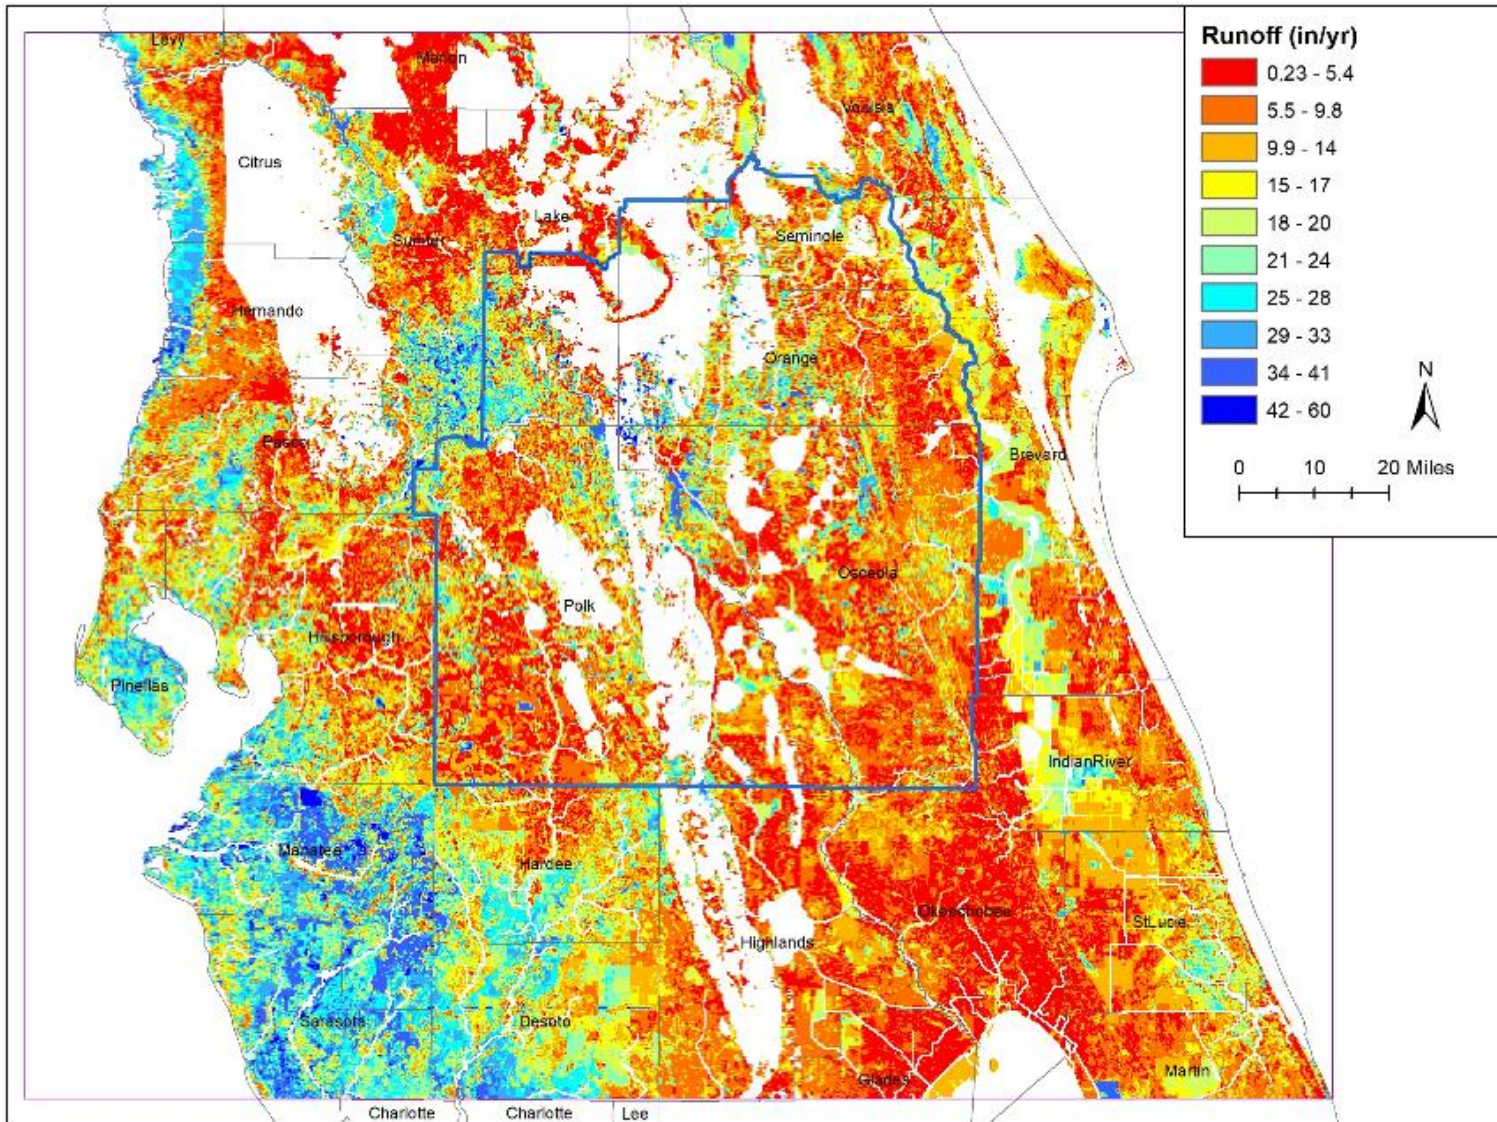 Runoff (in/yr)
0.23 - 5.4
5.5 - 9.8
9.9 - 14
15 - 17
18 - 20
21 - 24
25 - 28
29 - 33
34 - 41
42 - 60
N
0 10 20 Miles
Levy
Marion
Volusia
Citrus
Lake
Sumter
Seminole
Hernando
Orange
Pasco
Brevard
Osceola
Polk
Hillsborough
Pinellas
IndianRiver
Manatee
Hardee
Okeechobee
StLucie
Highlands
Sarasota
Desoto
Glades
Martin
Charlotte
Charlotte
Lee